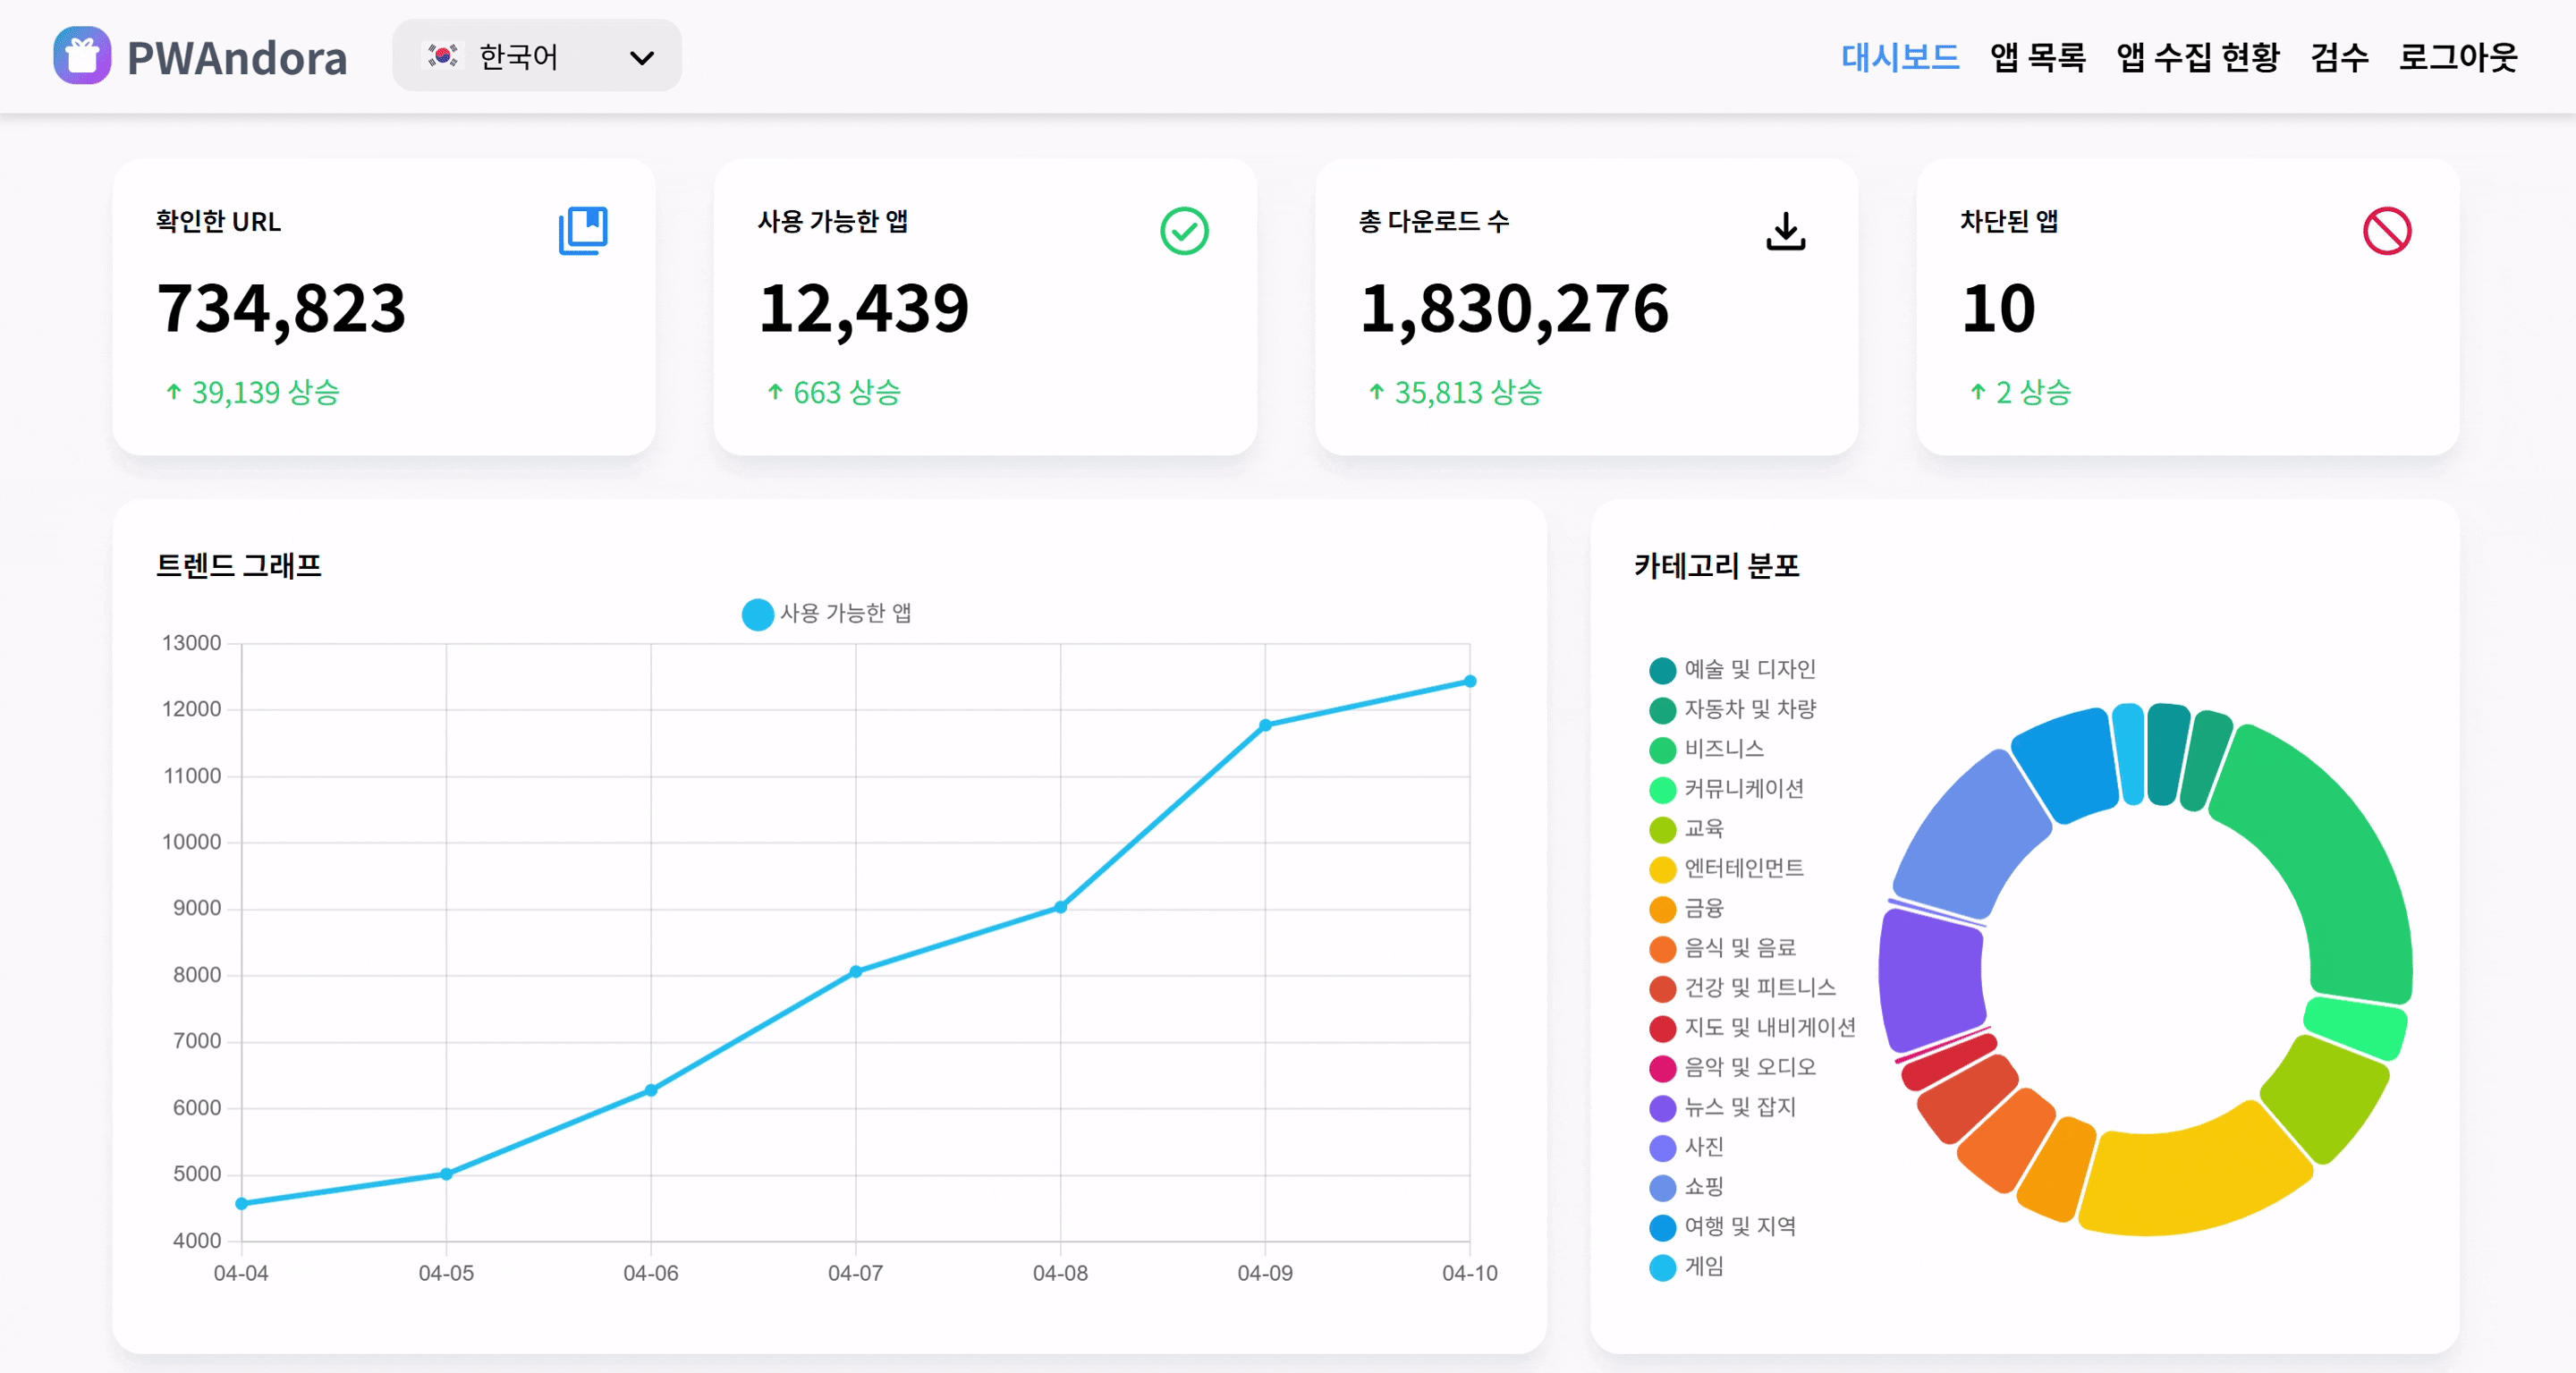 PWAndora
한국어
대시보드 앱 목록 앱 수집 현황 검수 로그아웃
확인한 URL
734,823
↑ 39,139 상승
사용 가능한 앱
12,439
↑ 663 상승
총 다운로드 수
1,830,276
↑ 35,813 상승
차단된 앱
10
↑ 2 상승
트렌드 그래프
사용 가능한 앱
13000
12000
11000
10000
9000
8000
7000
6000
5000
4000
04-04 04-05 04-06 04-07 04-08 04-09 04-10
카테고리 분포
예술 및 디자인
자동차 및 차량
비즈니스
커뮤니케이션
교육
엔터테인먼트
금융
음식 및 음료
건강 및 피트니스
지도 및 내비게이션
음악 및 오디오
뉴스 및 잡지
사진
쇼핑
여행 및 지역
게임